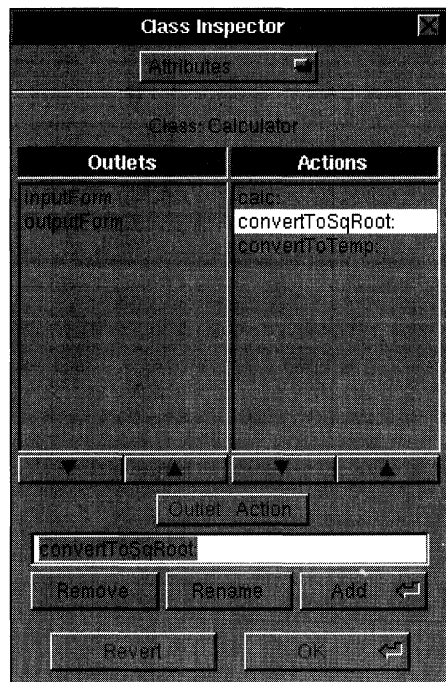 Class Inspector
Attributes
Class: Calculator
Outlets Actions
inputForm calc:
outputForm convertToSqRoot:
convertToTemp:
Outlet Action
convertToSqRoot:
Remove Rename Add
Revert OK